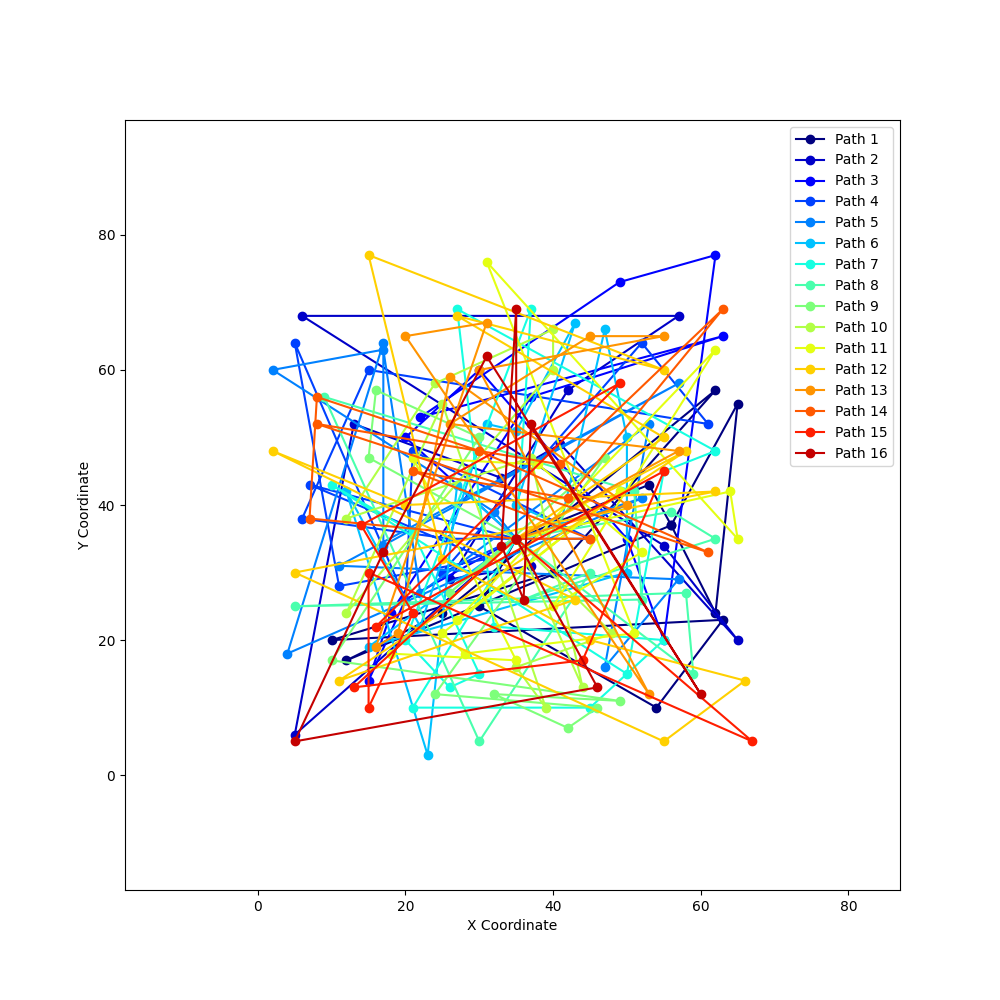 Path 1
Path 2
Path 3
Path 4
Path 5
Path 6
Path 7
Path 8
Path 9
Path 10
Path 11
Path 12
Path 13
Path 14
Path 15
Path 16
80
60
40
20
0
Y Coordinate
0 20 40 60 80
X Coordinate